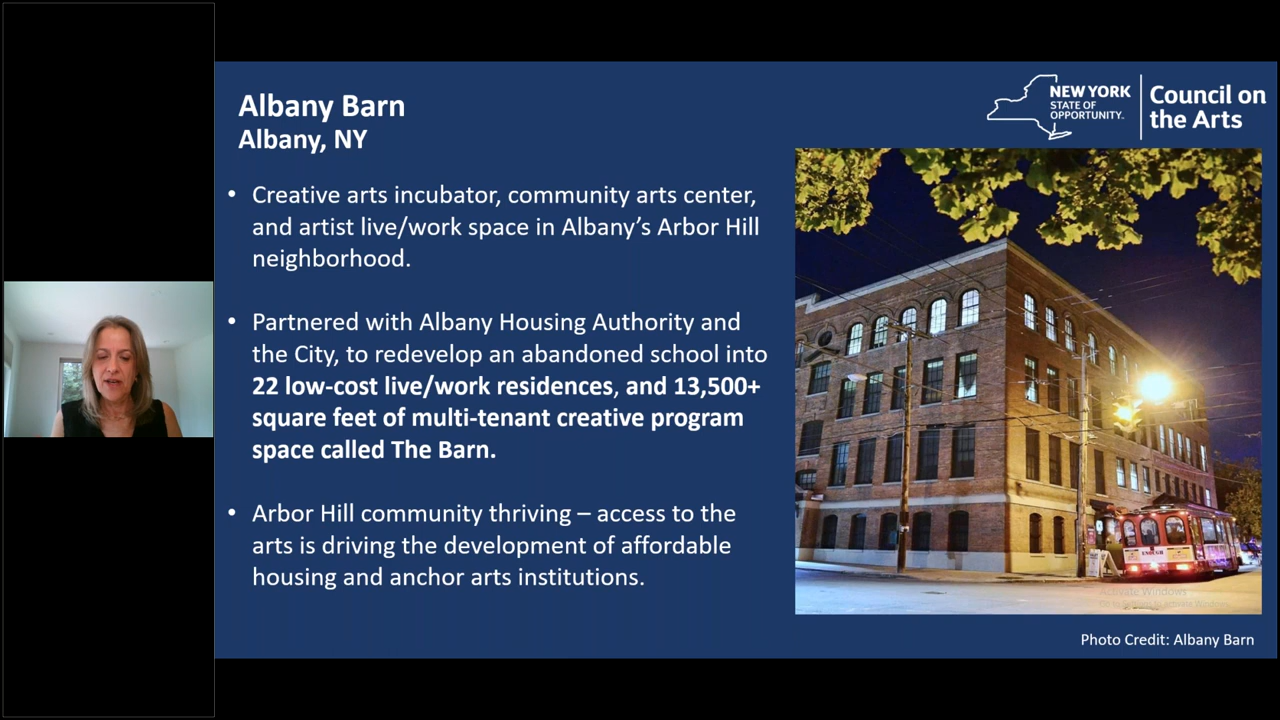 Albany Barn
Albany, NY
NEW YORK
STATE OF
OPPORTUNITY™
Council on
the Arts
• Creative arts incubator, community arts center,
and artist live/work space in Albany’s Arbor Hill
neighborhood.
• Partnered with Albany Housing Authority and
the City, to redevelop an abandoned school into
22 low-cost live/work residences, and 13,500+
square feet of multi-tenant creative program
space called The Barn.
• Arbor Hill community thriving – access to the
arts is driving the development of affordable
housing and anchor arts institutions.
Activate Windows
Photo Credit: Albany Barn